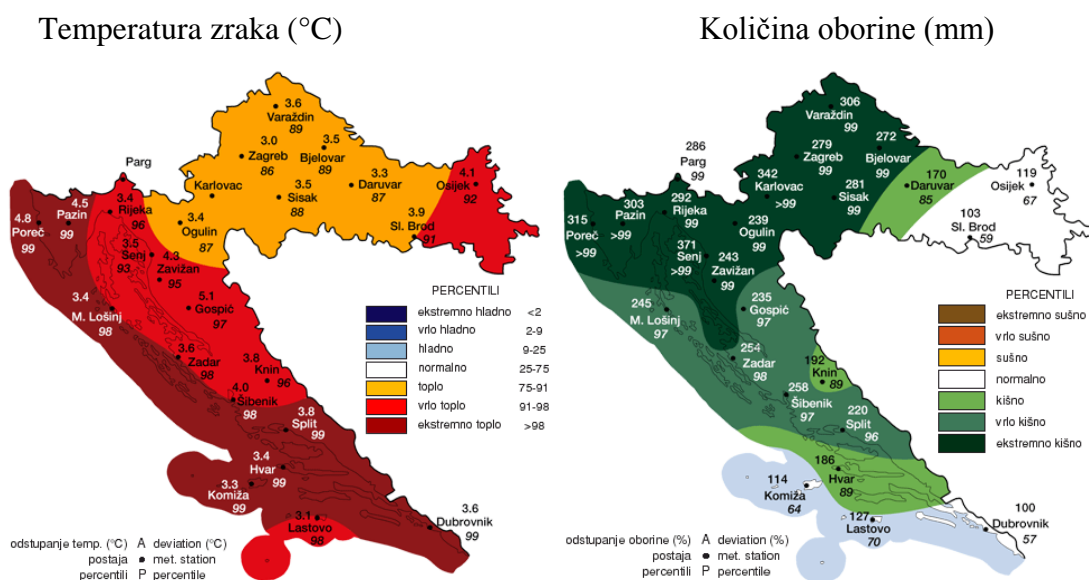 Temperatura zraka (°C)
3.6
Varaždin
89
3.0
Zagreb
86
3.5
Bjelovar
89
Parg
Karlovac
3.5
Sisak
88
3.3
Daruvar
87
4.1
Osijek
92
3.9
Sl. Brod
91
4.8
Poreč
99
4.5
Pazin
99
3.4
Rijeka
96
3.4
Ogulin
87
3.5
Senj
93
4.3
Zavižan
95
3.4
M. Lošinj
98
5.1
Gospić
97
3.6
Zadar
98
3.8
Knin
96
4.0
Šibenik
98
3.8
Split
99
3.4
Hvar
99
3.3
Komiža
99
3.1
Lastovo
98
3.6
Dubrovnik
99
PERCENTILI
ekstremno hladno <2
vrlo hladno 2-9
hladno 9-25
normalno 25-75
toplo 75-91
vrlo toplo 91-98
ekstremno toplo >98
odstupanje temp. (°C) A deviation (°C)
postaja met. station
percentili P percentile
Količina oborine (mm)
306
Varaždin
99
286
Parg
99
279
Zagreb
99
272
Bjelovar
99
342
Karlovac
>99
281
Sisak
99
170
Daruvar
85
119
Osijek
67
103
Sl. Brod
59
315
Poreč
>99
303
Pazin
>99
292
Rijeka
99
239
Ogulin
99
371
Senj
>99
243
Zavižan
99
245
M. Lošinj
97
235
Gospić
97
254
Zadar
98
192
Knin
89
258
Šibenik
97
220
Split
96
186
Hvar
89
114
Komiža
64
127
Lastovo
70
100
Dubrovnik
57
PERCENTILI
ekstremno sušno
vrlo sušno
sušno
normalno
kišno
vrlo kišno
ekstremno kišno
odstupanje oborine (%) A deviation (%)
postaja met. station
percentili P percentile